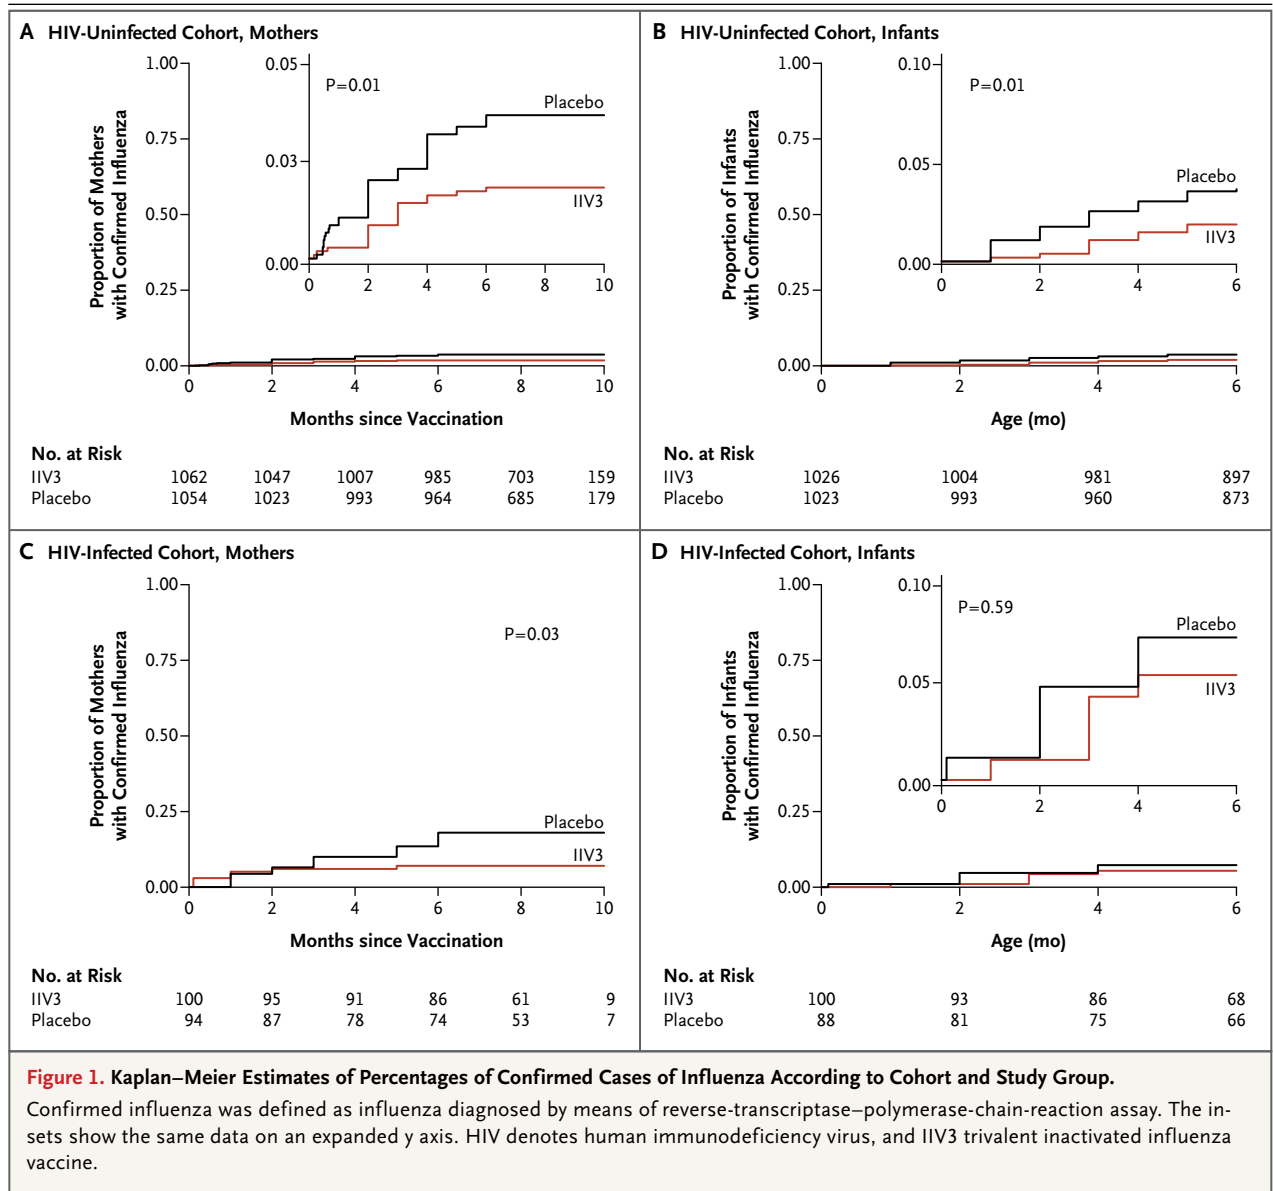 A HIV-Uninfected Cohort, Mothers
Proportion of Mothers
with Confirmed Influenza
1.00
0.75
0.50
0.25
0.00
0.05
0.03
0.00
P=0.01
Placebo
IIV3
0 2 4 6 8 10
0 2 4 6 8 10
Months since Vaccination
No. at Risk
IIV3 1062 1047 1007 985 703 159
Placebo 1054 1023 993 964 685 179
B HIV-Uninfected Cohort, Infants
Proportion of Infants
with Confirmed Influenza
1.00
0.75
0.50
0.25
0.00
0.10
0.05
0.00
P=0.01
Placebo
IIV3
0 2 4 6
0 2 4 6
Age (mo)
No. at Risk
IIV3 1026 1004 981 897
Placebo 1023 993 960 873
C HIV-Infected Cohort, Mothers
Proportion of Mothers
with Confirmed Influenza
1.00
0.75
0.50
0.25
0.00
P=0.03
Placebo
IIV3
0 2 4 6 8 10
Months since Vaccination
No. at Risk
IIV3 100 95 91 86 61 9
Placebo 94 87 78 74 53 7
D HIV-Infected Cohort, Infants
Proportion of Infants
with Confirmed Influenza
1.00
0.75
0.50
0.25
0.00
0.10
0.05
0.00
P=0.59
Placebo
IIV3
0 2 4 6
0 2 4 6
Age (mo)
No. at Risk
IIV3 100 93 86 68
Placebo 88 81 75 66
Figure 1. Kaplan–Meier Estimates of Percentages of Confirmed Cases of Influenza According to Cohort and Study Group.
Confirmed influenza was defined as influenza diagnosed by means of reverse-transcriptase–polymerase-chain-reaction assay. The in-
sets show the same data on an expanded y axis. HIV denotes human immunodeficiency virus, and IIV3 trivalent inactivated influenza
vaccine.